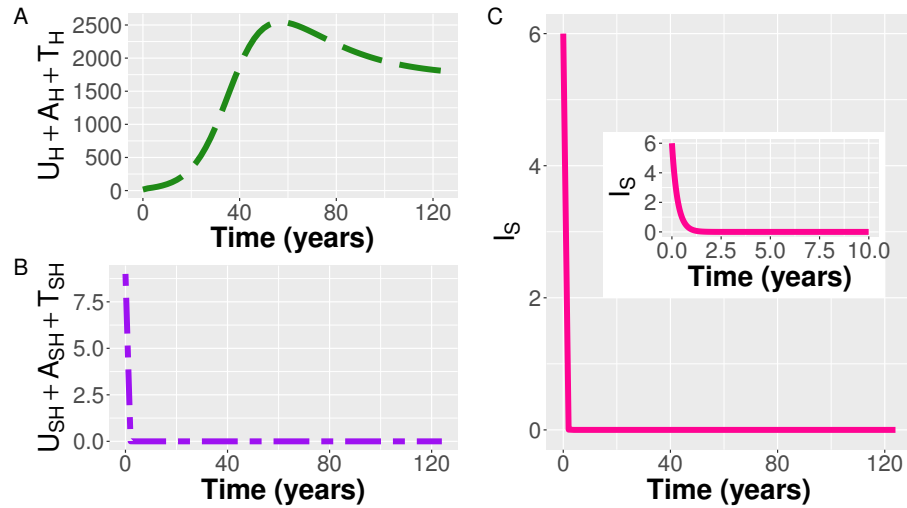 A
U_H + A_H + T_H
2500
2000
1500
1000
500
0
0 40 80 120
Time (years)
B
U_SH + A_SH + T_SH
7.5
5.0
2.5
0.0
0 40 80 120
Time (years)
C
I_S
6
4
2
0
0 40 80 120
Time (years)
I_S
6
4
2
0
0.0 2.5 5.0 7.5 10.0
Time (years)